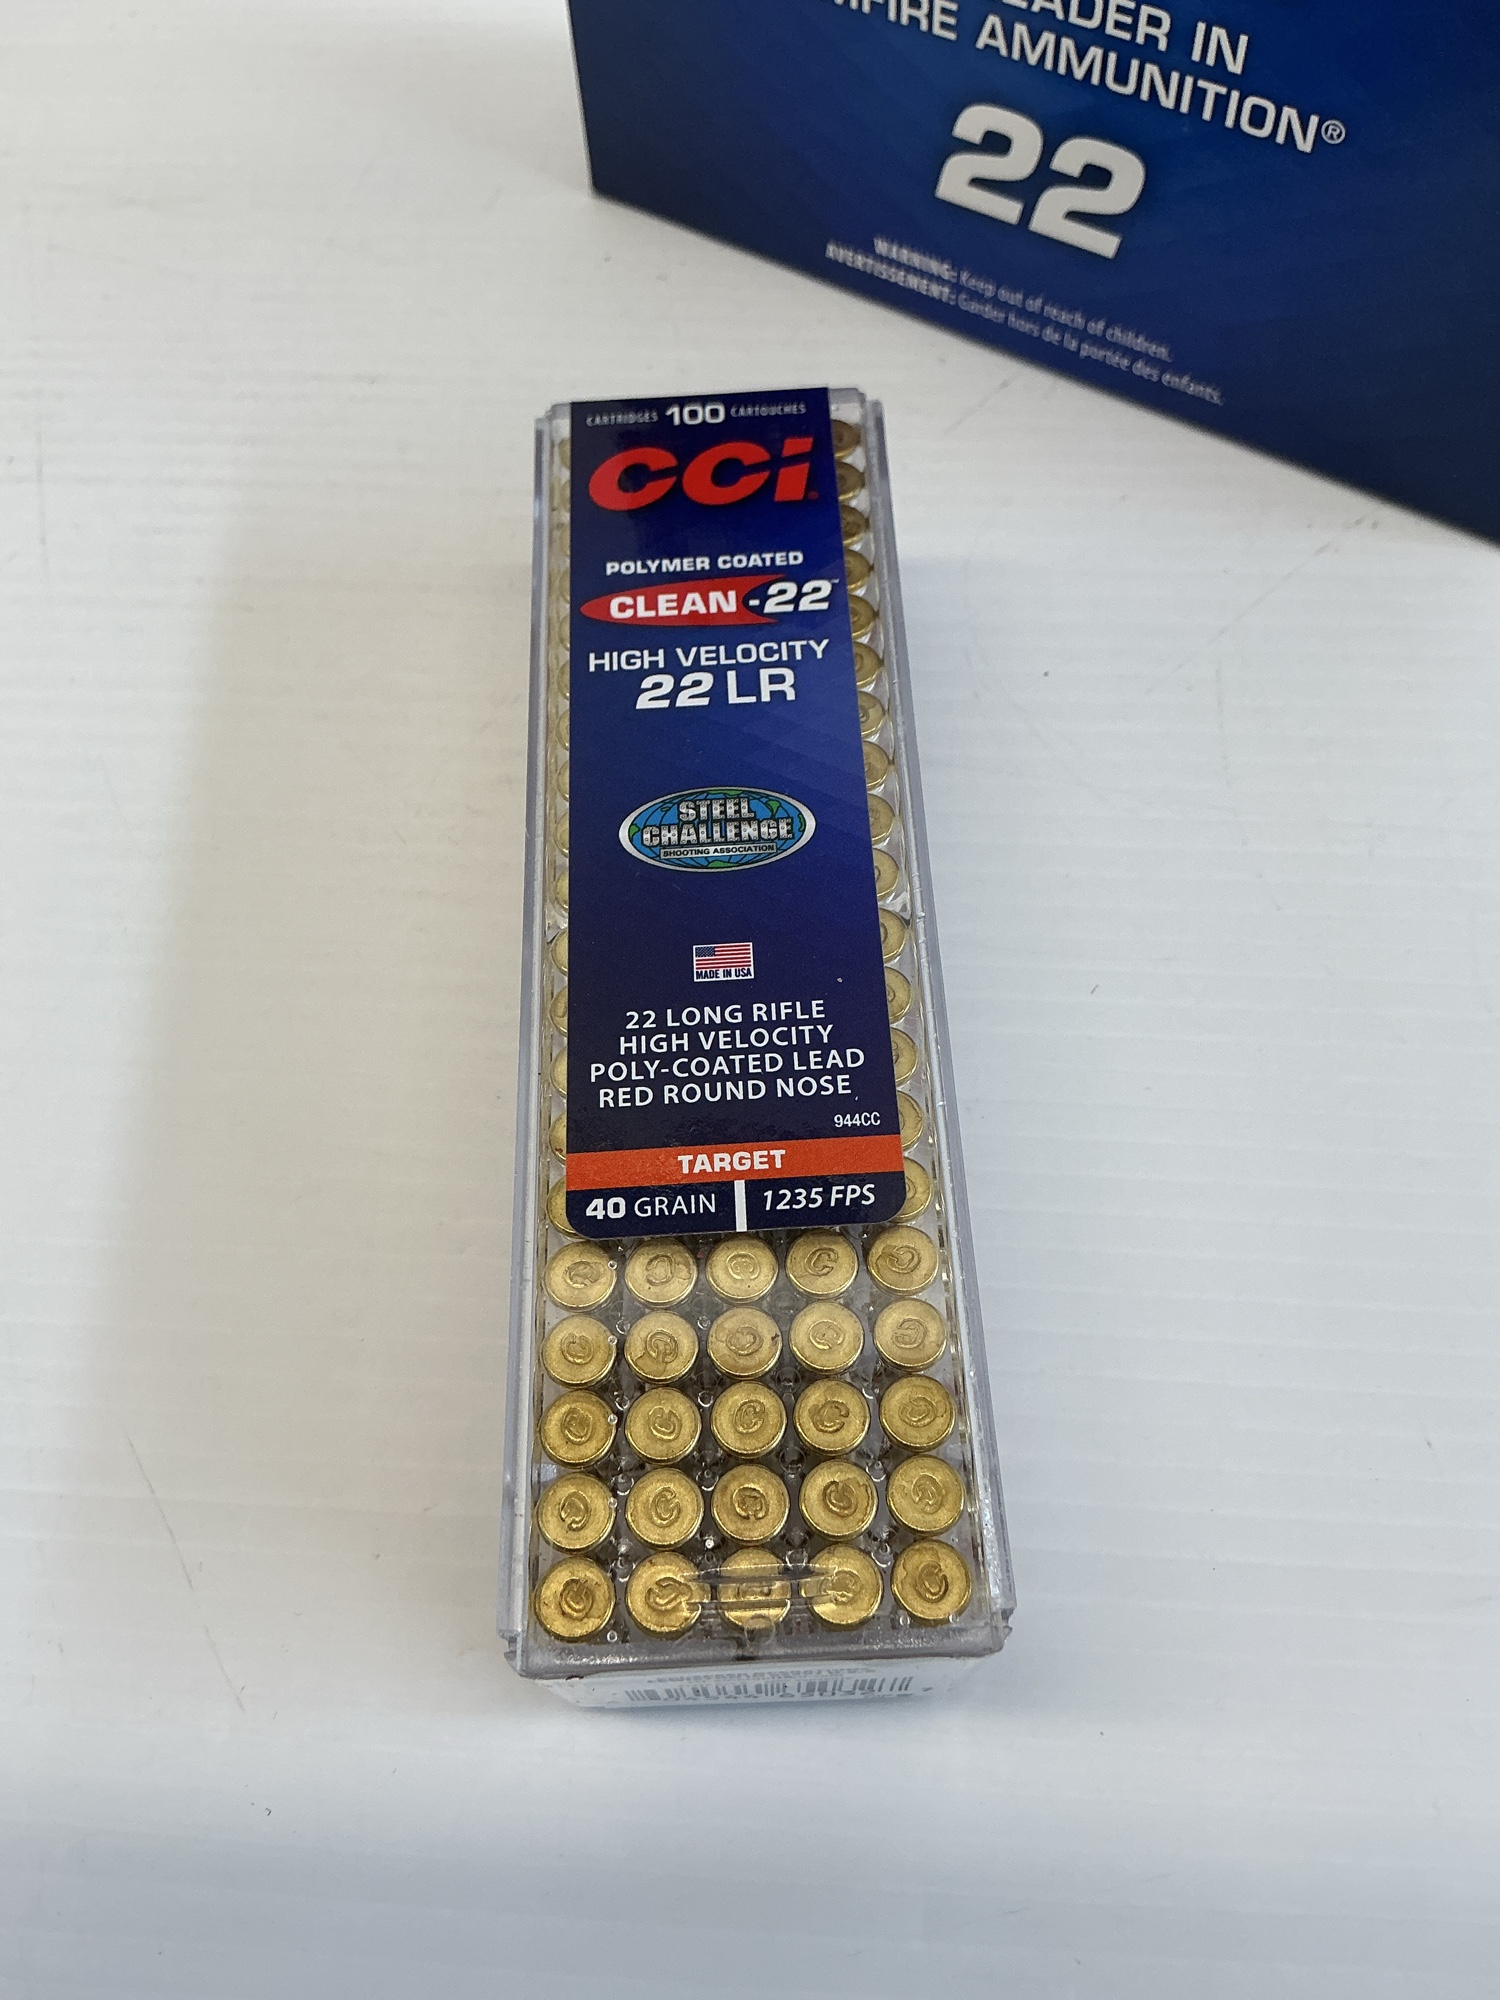 LEADER IN
AMMUNITION®
22
WARNING: Keep out of reach of children.
AVERTISSEMENT: Garder hors de la portée des enfants.
CARTRIDGES 100 CARTOUCHES
CCI
POLYMER COATED
CLEAN-22™
HIGH VELOCITY
22 LR
STEEL
CHALLENGE
SHOOTING ASSOCIATION
MADE IN USA
22 LONG RIFLE
HIGH VELOCITY
POLY-COATED LEAD
RED ROUND NOSE
944CC
TARGET
40 GRAIN | 1235 FPS